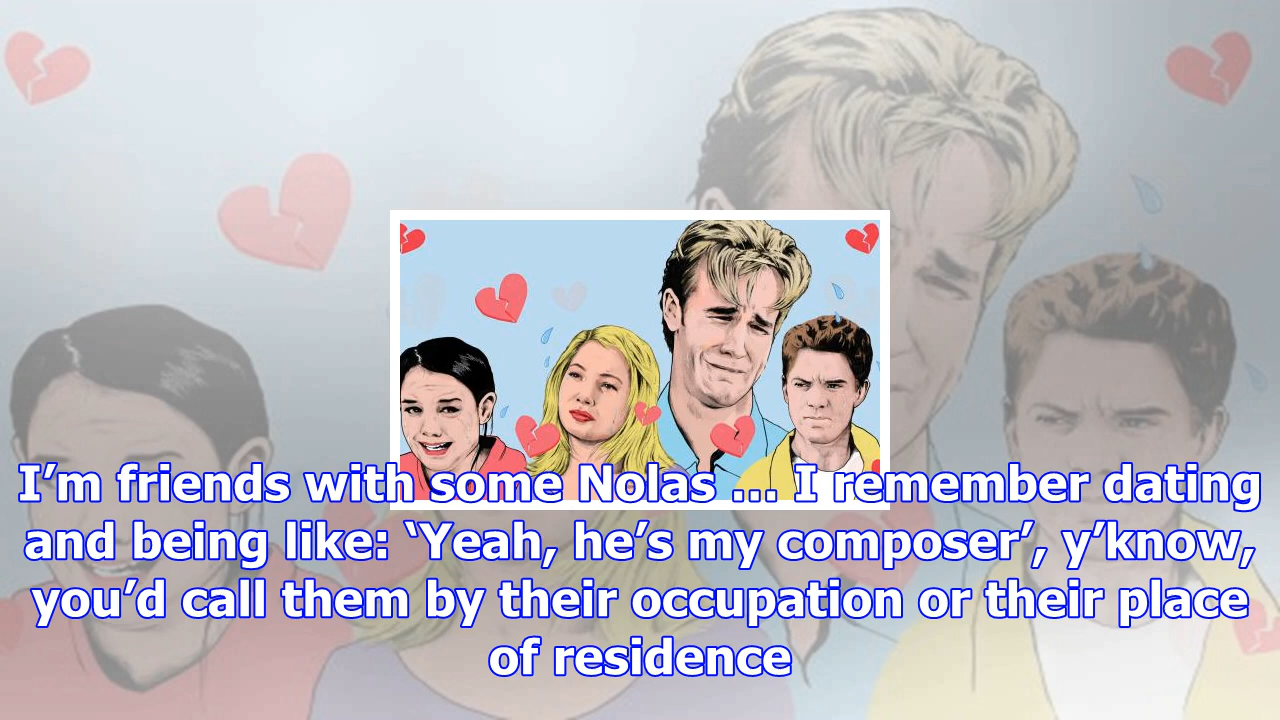 I’m friends with some Nolas ... I remember dating
and being like: ‘Yeah, he’s my composer’, y’know,
you’d call them by their occupation or their place
of residence